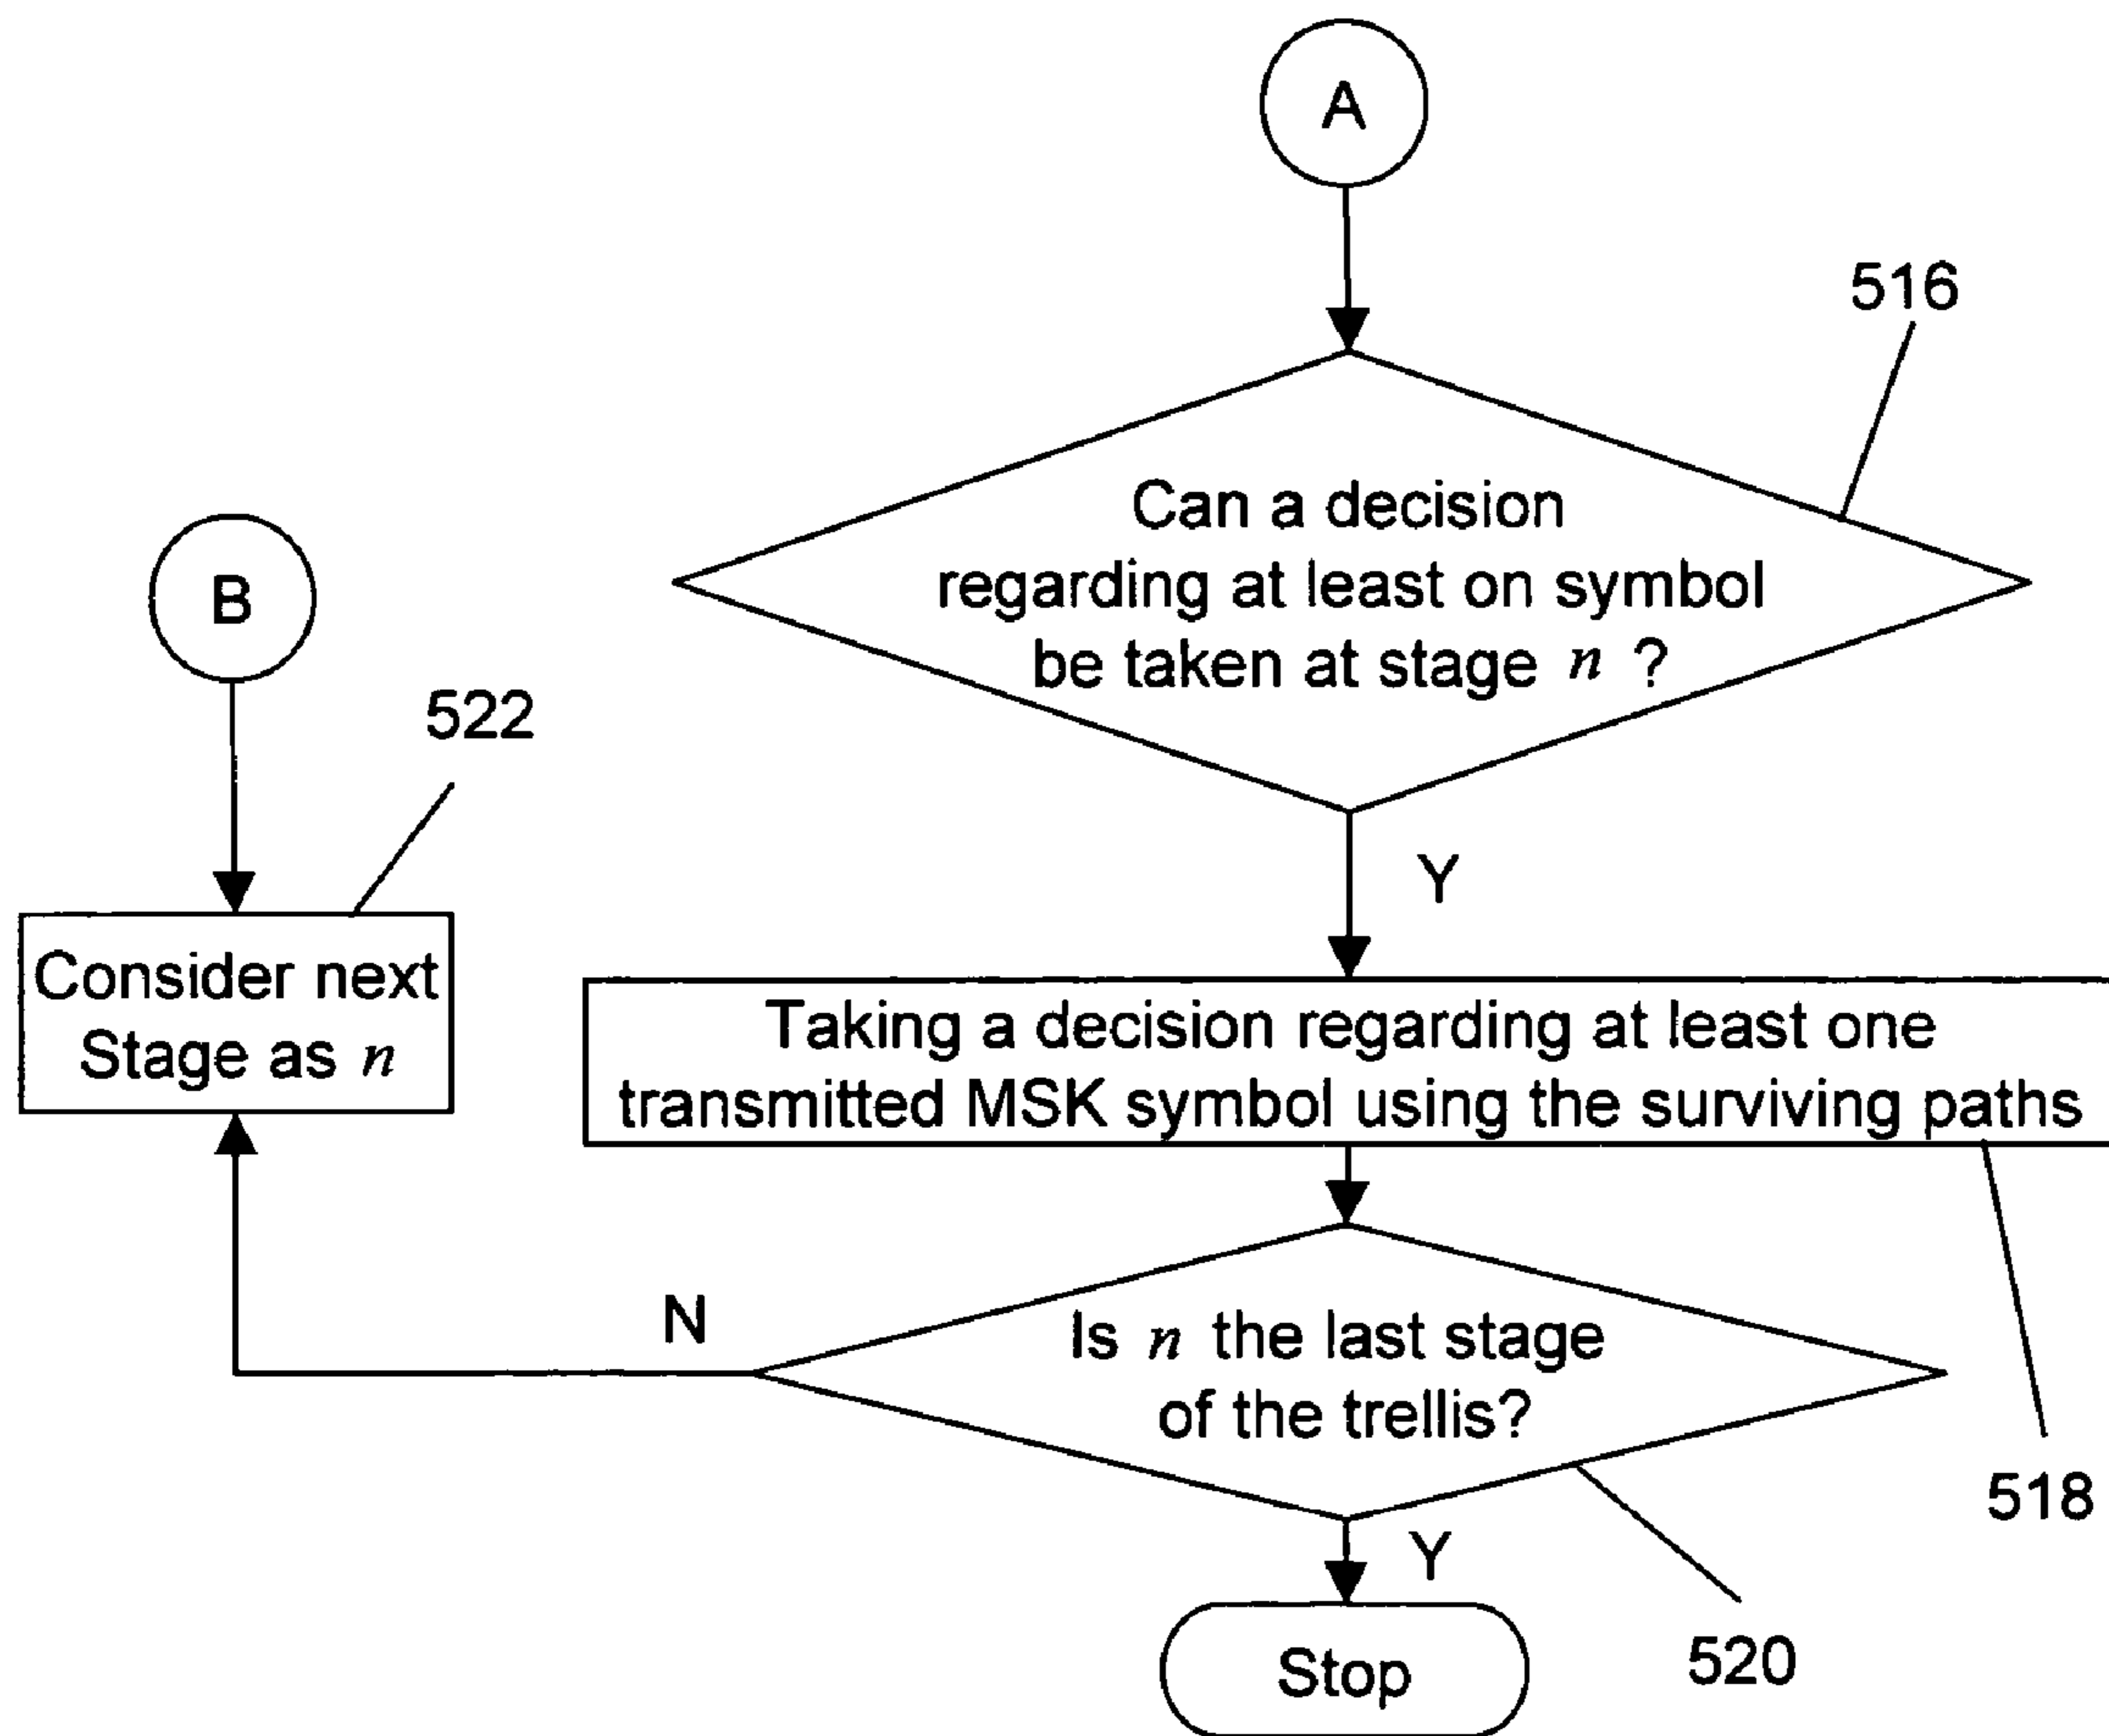 A
516
Can a decision
regarding at least on symbol
be taken at stage n ?
B
522
Y
Consider next
Stage as n
Taking a decision regarding at least one
transmitted MSK symbol using the surviving paths
N
Is n the last stage
of the trellis?
518
Y
520
Stop